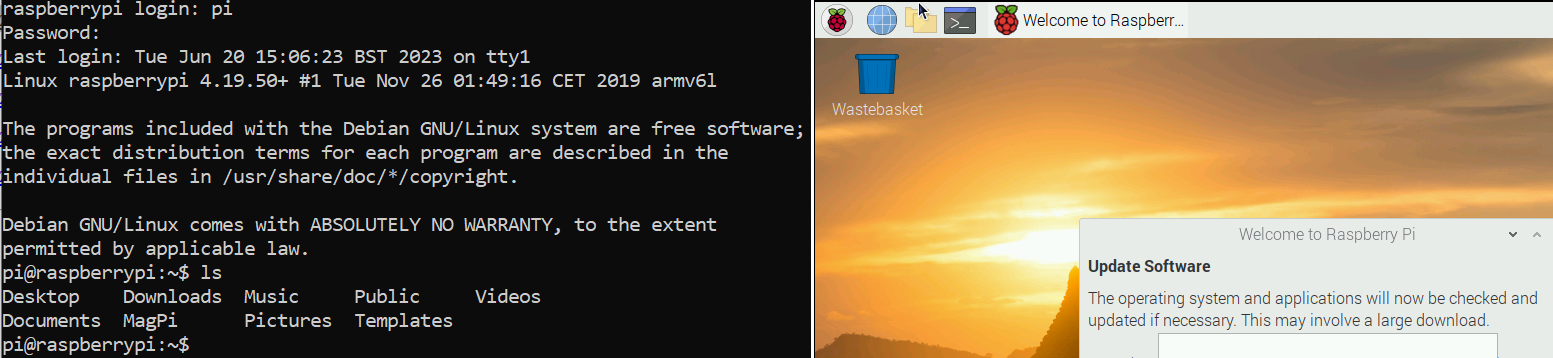 raspberrypi login: pi
Password:
Last login: Tue Jun 20 15:06:23 BST 2023 on tty1
Linux raspberrypi 4.19.50+ #1 Tue Nov 26 01:49:16 CET 2019 armv6l
The programs included with the Debian GNU/Linux system are free software;
the exact distribution terms for each program are described in the
individual files in /usr/share/doc/*/copyright.
Debian GNU/Linux comes with ABSOLUTELY NO WARRANTY, to the extent
permitted by applicable law.
pi@raspberrypi:~$ ls
Desktop Downloads Music Public Videos
Documents MagPi Pictures Templates
pi@raspberrypi:~$
>_
Welcome to Raspberr...
Wastebasket
Welcome to Raspberry Pi
Update Software
The operating system and applications will now be checked and
updated if necessary. This may involve a large download.